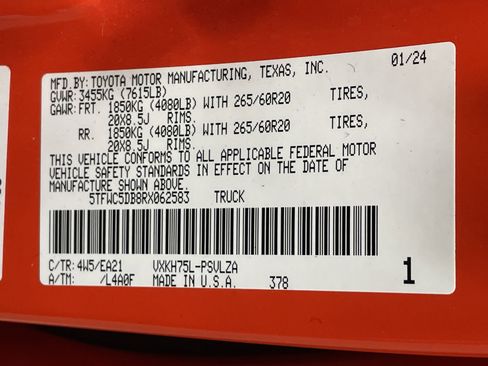 MFD.BY: TOYOTA MOTOR MANUFACTURING, TEXAS, INC. 01/24
GVWR: 3455KG (7615LB)
GAWR: FRT. 1850KG (4080LB) WITH 265/60R20 TIRES,
20X8.5J RIMS.
RR. 1850KG (4080LB) WITH 265/60R20 TIRES,
20X8.5J RIMS.
THIS VEHICLE CONFORMS TO ALL APPLICABLE FEDERAL MOTOR
VEHICLE SAFETY STANDARDS IN EFFECT ON THE DATE OF
MANUFACTURE SHOWN ABOVE.
5TFWC5DB8RX062583 TRUCK
C/TR: 4W5/EA21 VXKH75L-PSVLZA
A/TM: /L4A0F MADE IN U.S.A. 378
1